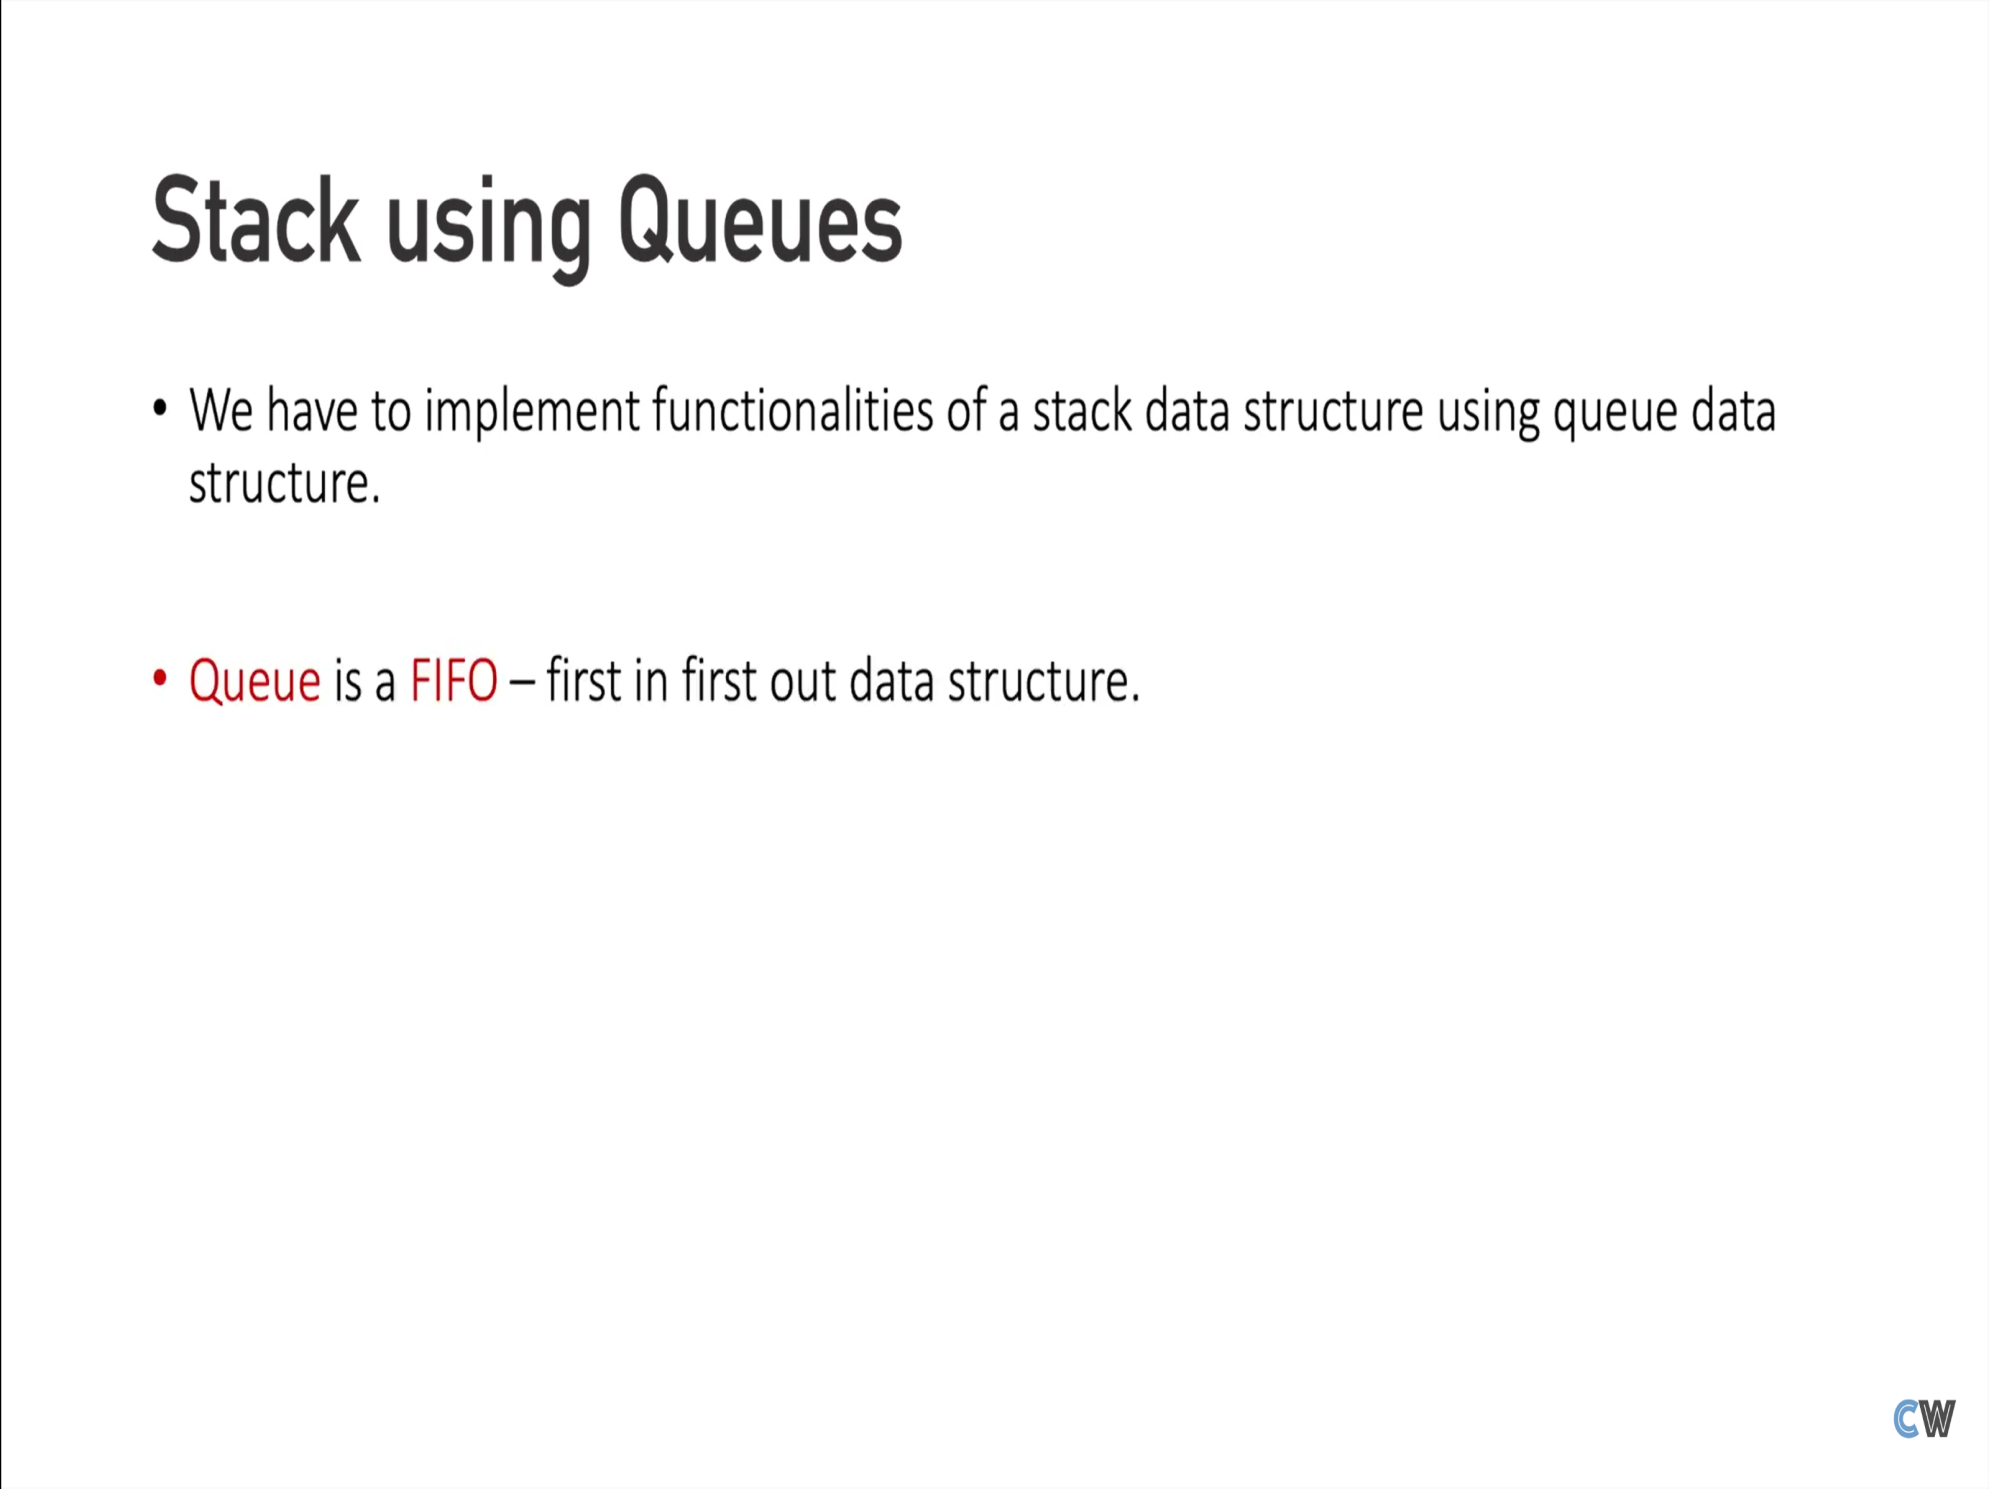 Stack using Queues
• We have to implement functionalities of a stack data structure using queue data
structure.
• Queue is a FIFO – first in first out data structure.
CW